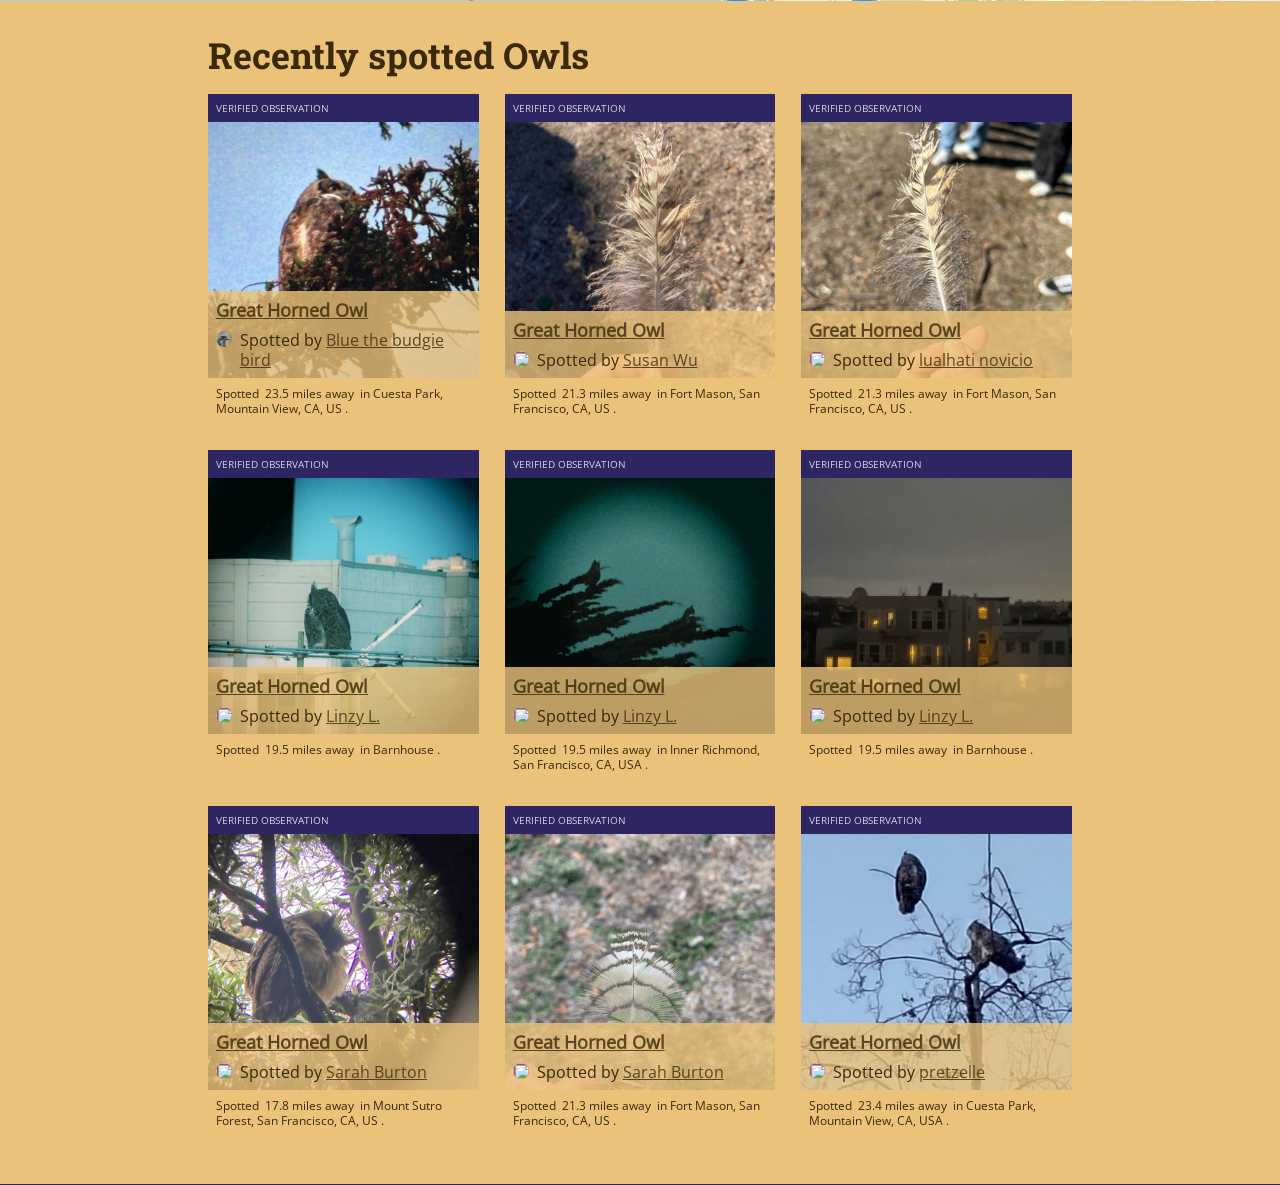 Recently spotted Owls
VERIFIED OBSERVATION
Great Horned Owl
Spotted by Blue the budgie
bird
Spotted 23.5 miles away in Cuesta Park,
Mountain View, CA, US .
VERIFIED OBSERVATION
Great Horned Owl
Spotted by Susan Wu
Spotted 21.3 miles away in Fort Mason, San
Francisco, CA, US .
VERIFIED OBSERVATION
Great Horned Owl
Spotted by lualhati novicio
Spotted 21.3 miles away in Fort Mason, San
Francisco, CA, US .
VERIFIED OBSERVATION
Great Horned Owl
Spotted by Linzy L.
Spotted 19.5 miles away in Barnhouse .
VERIFIED OBSERVATION
Great Horned Owl
Spotted by Linzy L.
Spotted 19.5 miles away in Inner Richmond,
San Francisco, CA, USA .
VERIFIED OBSERVATION
Great Horned Owl
Spotted by Linzy L.
Spotted 19.5 miles away in Barnhouse .
VERIFIED OBSERVATION
Great Horned Owl
Spotted by Sarah Burton
Spotted 17.8 miles away in Mount Sutro
Forest, San Francisco, CA, US .
VERIFIED OBSERVATION
Great Horned Owl
Spotted by Sarah Burton
Spotted 21.3 miles away in Fort Mason, San
Francisco, CA, US .
VERIFIED OBSERVATION
Great Horned Owl
Spotted by pretzelle
Spotted 23.4 miles away in Cuesta Park,
Mountain View, CA, USA .